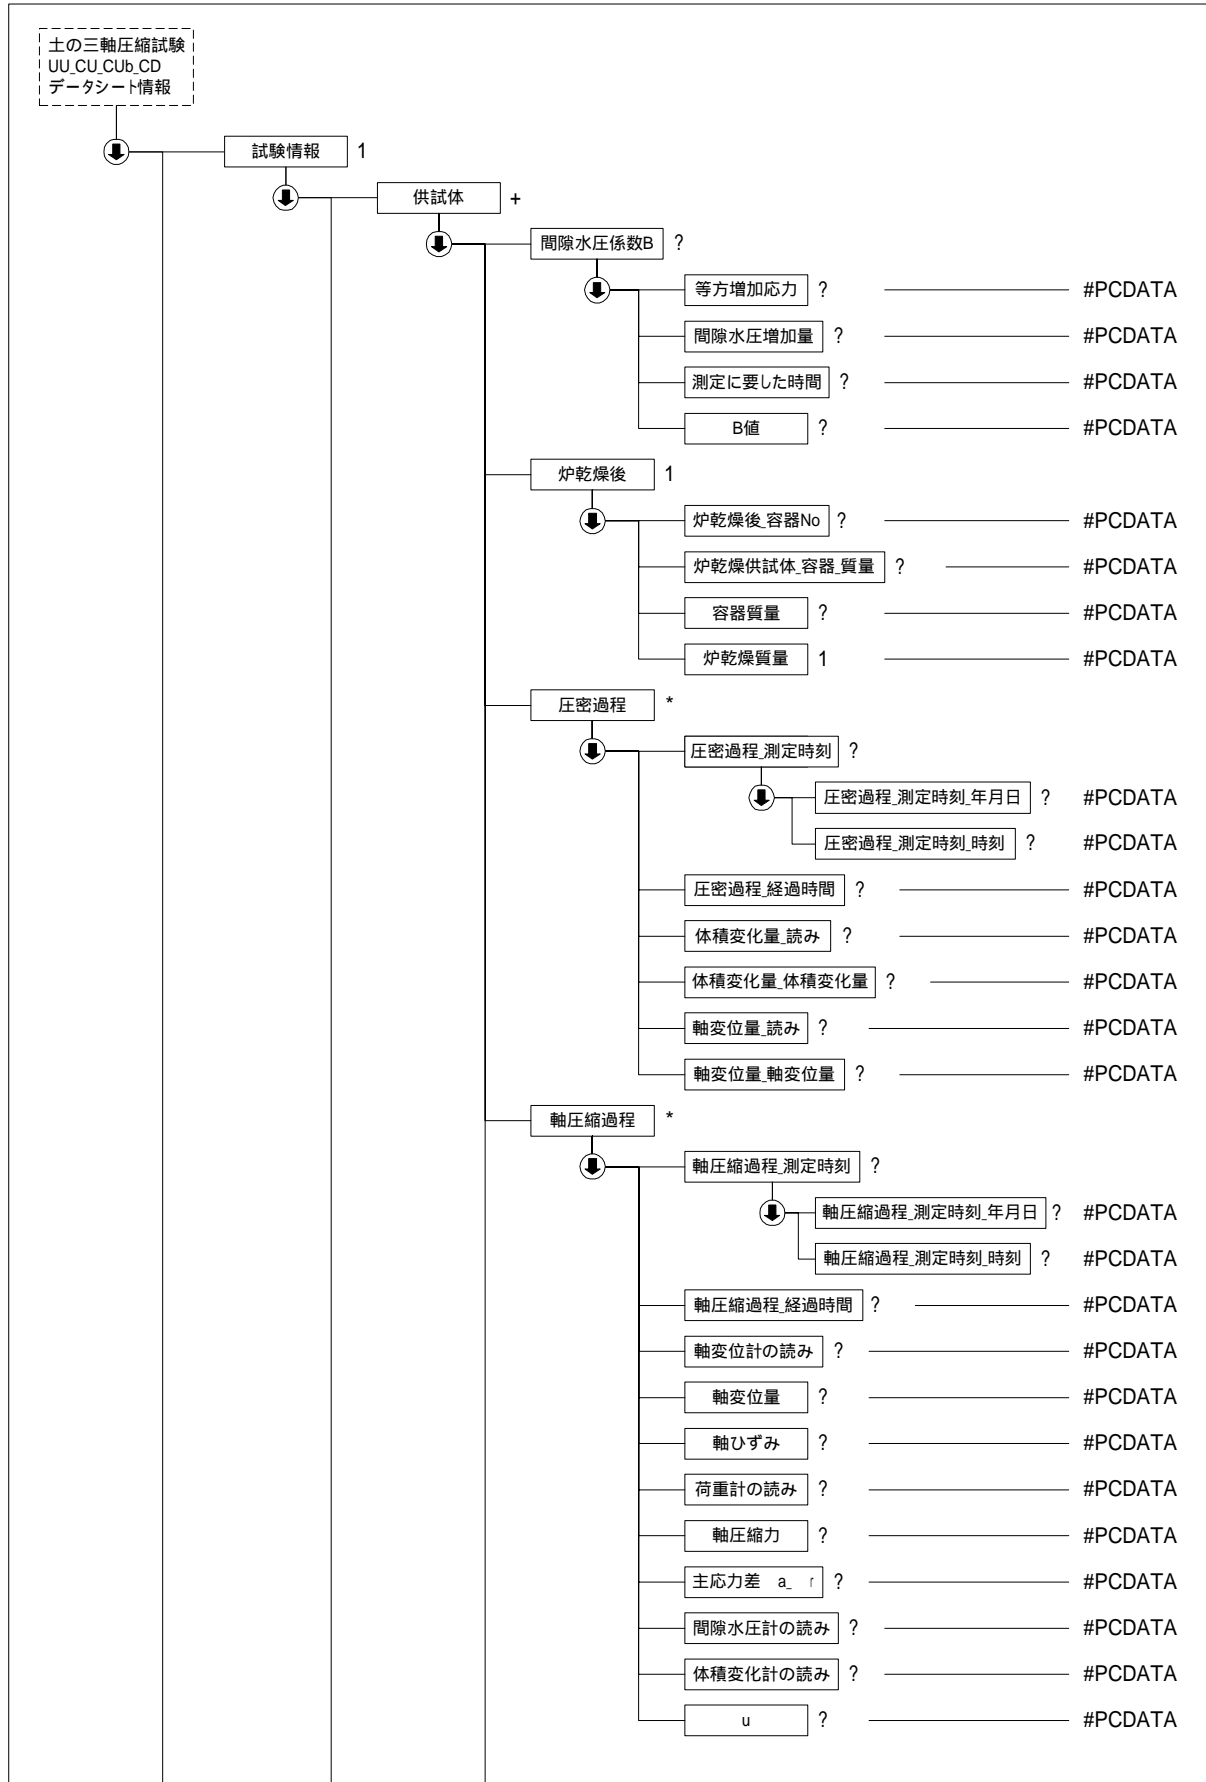 土の三軸圧縮試験
UU_CU_CUb_CD
データシート情報
試験情報 1
供試体 +
間隙水圧係数B ?
等方増加応力 ? #PCDATA
間隙水圧増加量 ? #PCDATA
測定に要した時間 ? #PCDATA
B値 ? #PCDATA
炉乾燥後 1
炉乾燥後_容器No ? #PCDATA
炉乾燥供試体_容器_質量 ? #PCDATA
容器質量 ? #PCDATA
炉乾燥質量 1 #PCDATA
圧密過程 *
圧密過程_測定時刻 ?
圧密過程_測定時刻_年月日 ? #PCDATA
圧密過程_測定時刻_時刻 ? #PCDATA
圧密過程_経過時間 ? #PCDATA
体積変化量_読み ? #PCDATA
体積変化量_体積変化量 ? #PCDATA
軸変位量_読み ? #PCDATA
軸変位量_軸変位量 ? #PCDATA
軸圧縮過程 *
軸圧縮過程_測定時刻 ?
軸圧縮過程_測定時刻_年月日 ? #PCDATA
軸圧縮過程_測定時刻_時刻 ? #PCDATA
軸圧縮過程_経過時間 ? #PCDATA
軸変位計の読み ? #PCDATA
軸変位量 ? #PCDATA
軸ひずみ ? #PCDATA
荷重計の読み ? #PCDATA
軸圧縮力 ? #PCDATA
主応力差 a_ r ? #PCDATA
間隙水圧計の読み ? #PCDATA
体積変化計の読み ? #PCDATA
u ? #PCDATA